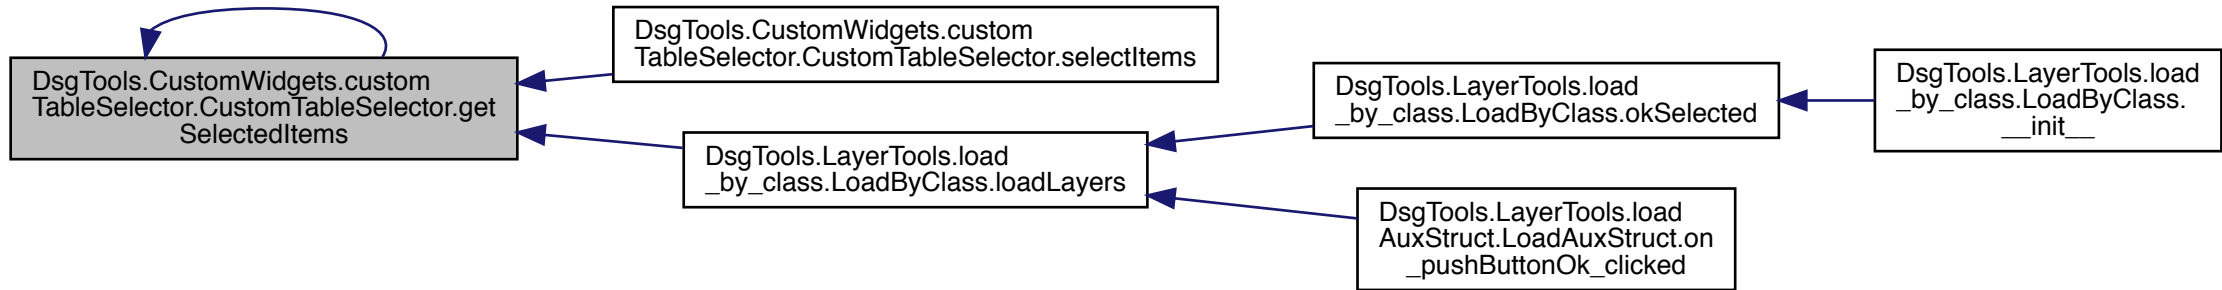 DsgTools.CustomWidgets.custom
TableSelector.CustomTableSelector.get
SelectedItems
DsgTools.CustomWidgets.custom
TableSelector.CustomTableSelector.selectItems
DsgTools.LayerTools.load
_by_class.LoadByClass.loadLayers
DsgTools.LayerTools.load
_by_class.LoadByClass.okSelected
DsgTools.LayerTools.load
_by_class.LoadByClass.
__init__
DsgTools.LayerTools.load
AuxStruct.LoadAuxStruct.on
_pushButtonOk_clicked